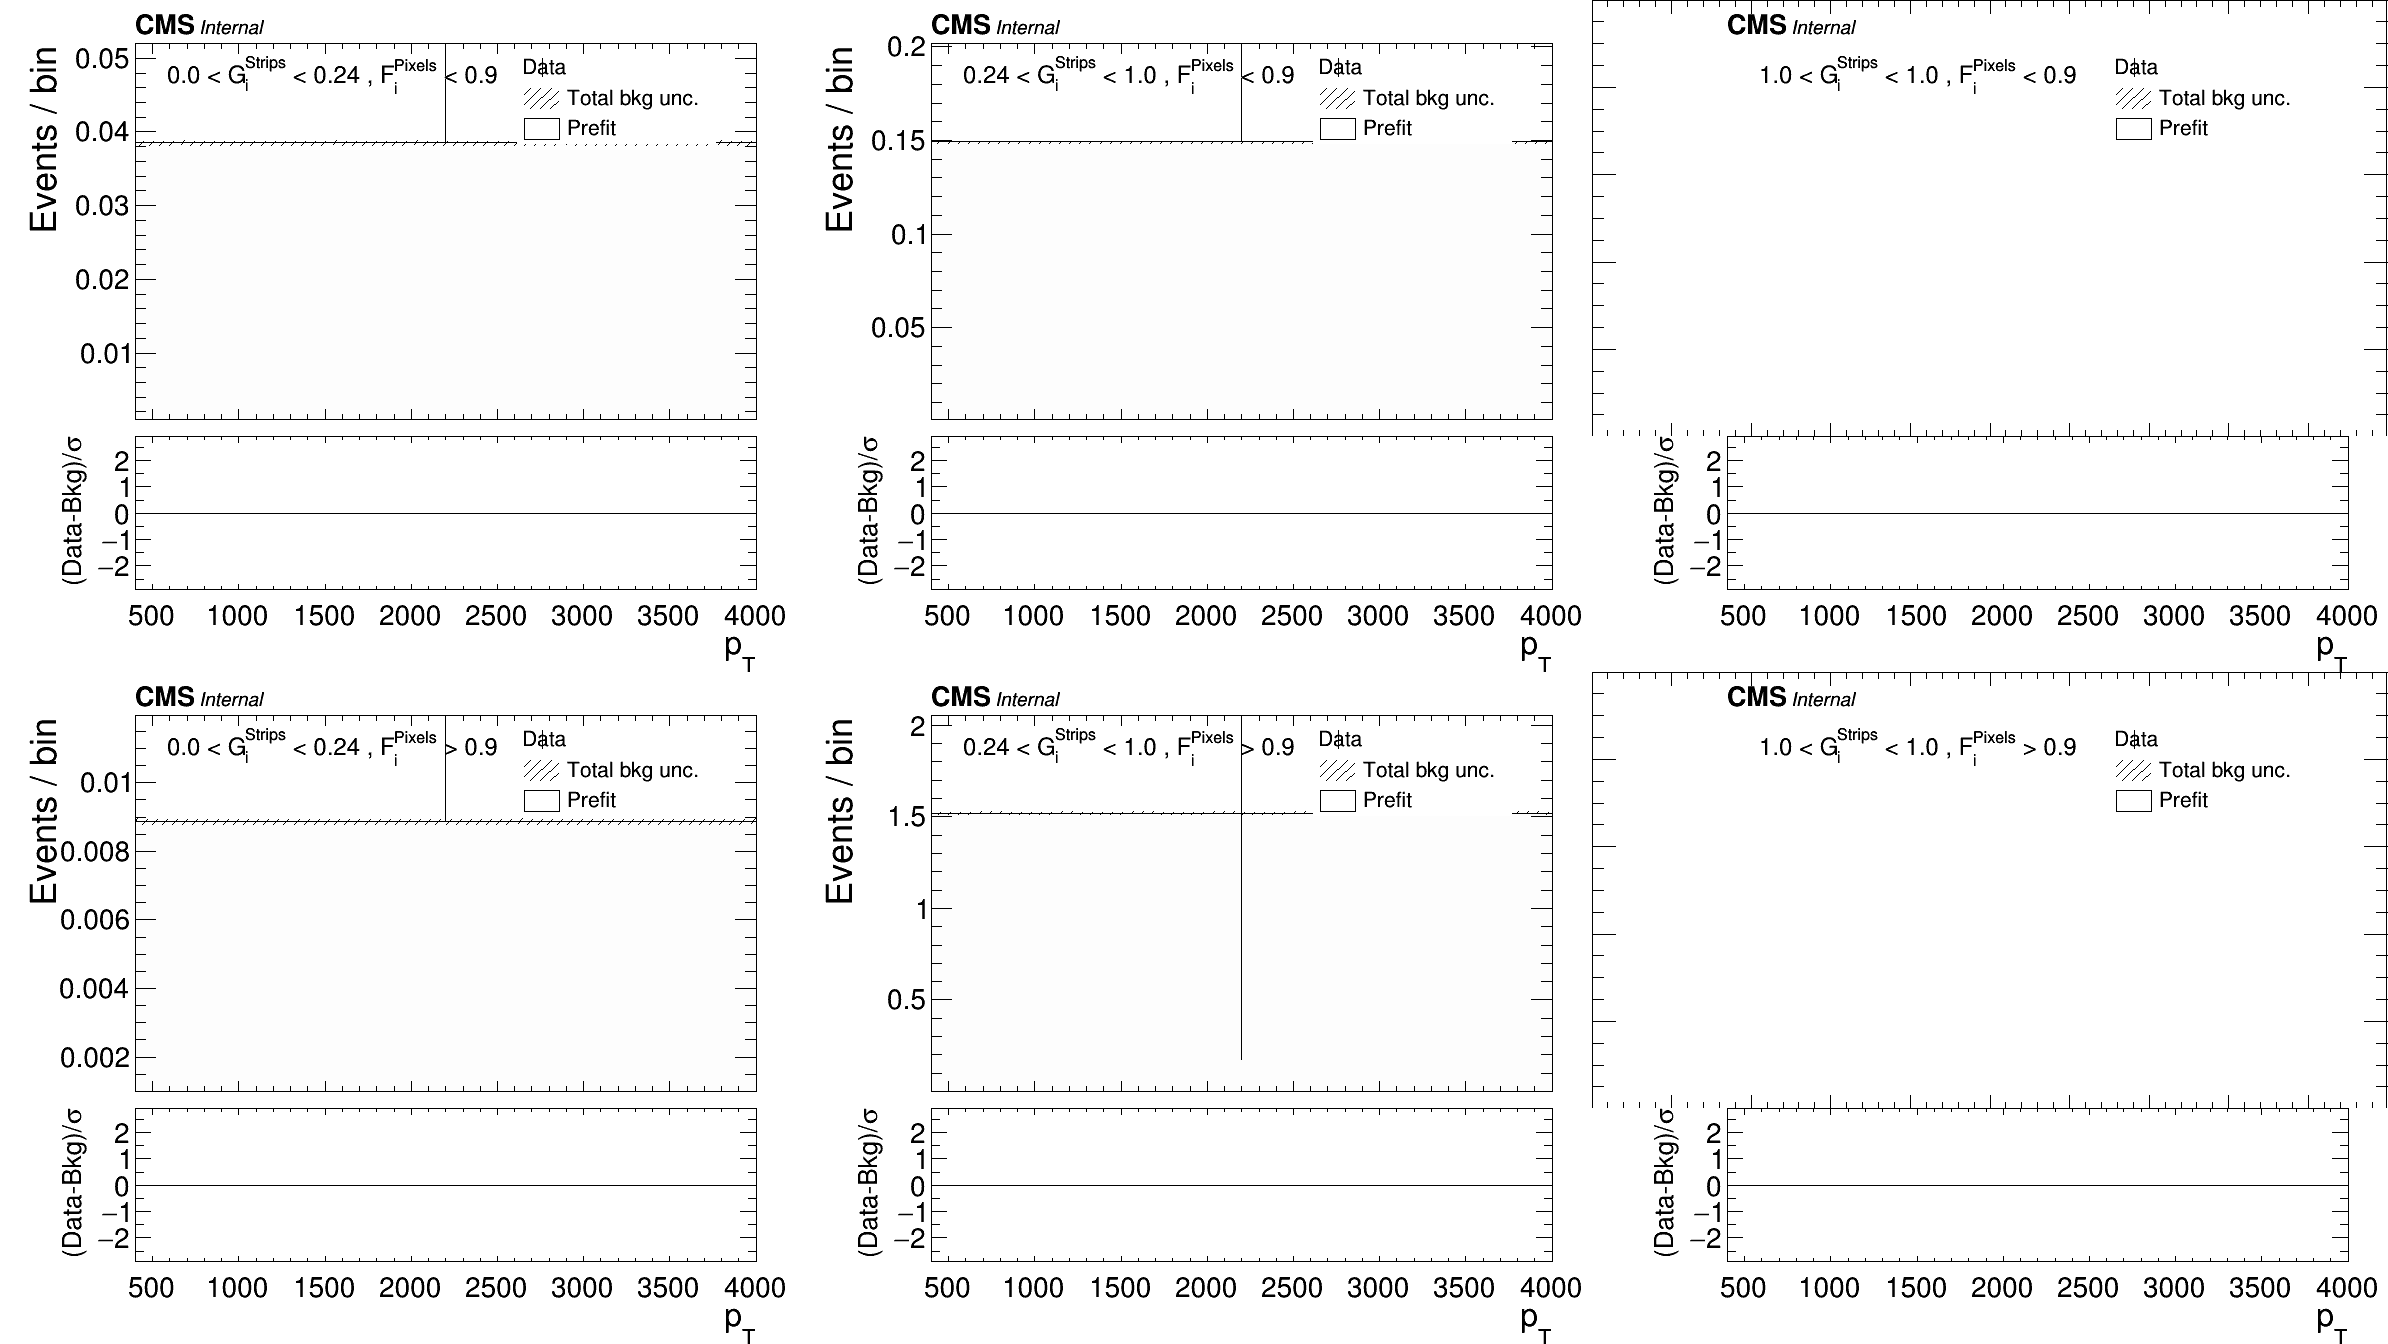 CMS Internal
Events / bin
0.0 < G_i^Strips < 0.24 , F_i^Pixels < 0.9
Data
Total bkg unc.
Prefit
0.05
0.04
0.03
0.02
0.01
(Data-Bkg)/σ
2
1
0
−1
−2
500 1000 1500 2000 2500 3000 3500 4000
p_T
CMS Internal
Events / bin
0.24 < G_i^Strips < 1.0 , F_i^Pixels < 0.9
Data
Total bkg unc.
Prefit
0.2
0.15
0.1
0.05
(Data-Bkg)/σ
2
1
0
−1
−2
500 1000 1500 2000 2500 3000 3500 4000
p_T
CMS Internal
1.0 < G_i^Strips < 1.0 , F_i^Pixels < 0.9
Data
Total bkg unc.
Prefit
(Data-Bkg)/σ
2
1
0
−1
−2
500 1000 1500 2000 2500 3000 3500 4000
p_T
CMS Internal
Events / bin
0.0 < G_i^Strips < 0.24 , F_i^Pixels > 0.9
Data
Total bkg unc.
Prefit
0.01
0.008
0.006
0.004
0.002
(Data-Bkg)/σ
2
1
0
−1
−2
500 1000 1500 2000 2500 3000 3500 4000
p_T
CMS Internal
Events / bin
0.24 < G_i^Strips < 1.0 , F_i^Pixels > 0.9
Data
Total bkg unc.
Prefit
2
1.5
1
0.5
(Data-Bkg)/σ
2
1
0
−1
−2
500 1000 1500 2000 2500 3000 3500 4000
p_T
CMS Internal
1.0 < G_i^Strips < 1.0 , F_i^Pixels > 0.9
Data
Total bkg unc.
Prefit
(Data-Bkg)/σ
2
1
0
−1
−2
500 1000 1500 2000 2500 3000 3500 4000
p_T